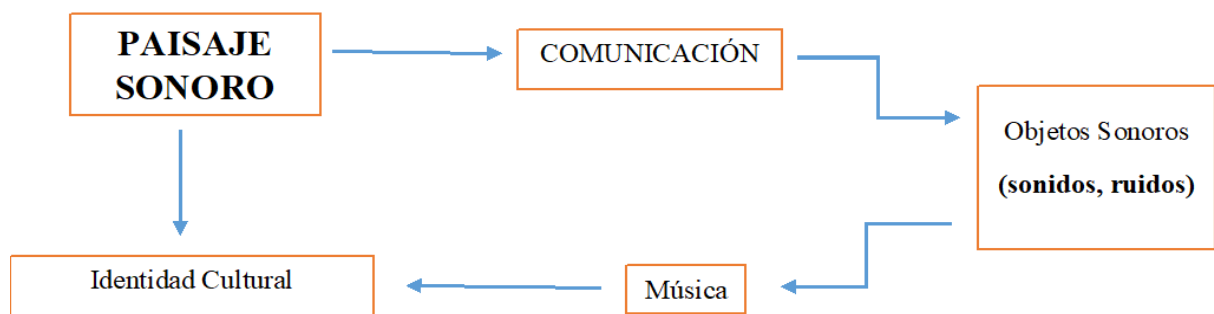 PAISAJE
SONORO
COMUNICACIÓN
Objetos Sonoros
(sonidos, ruidos)
Identidad Cultural
Música